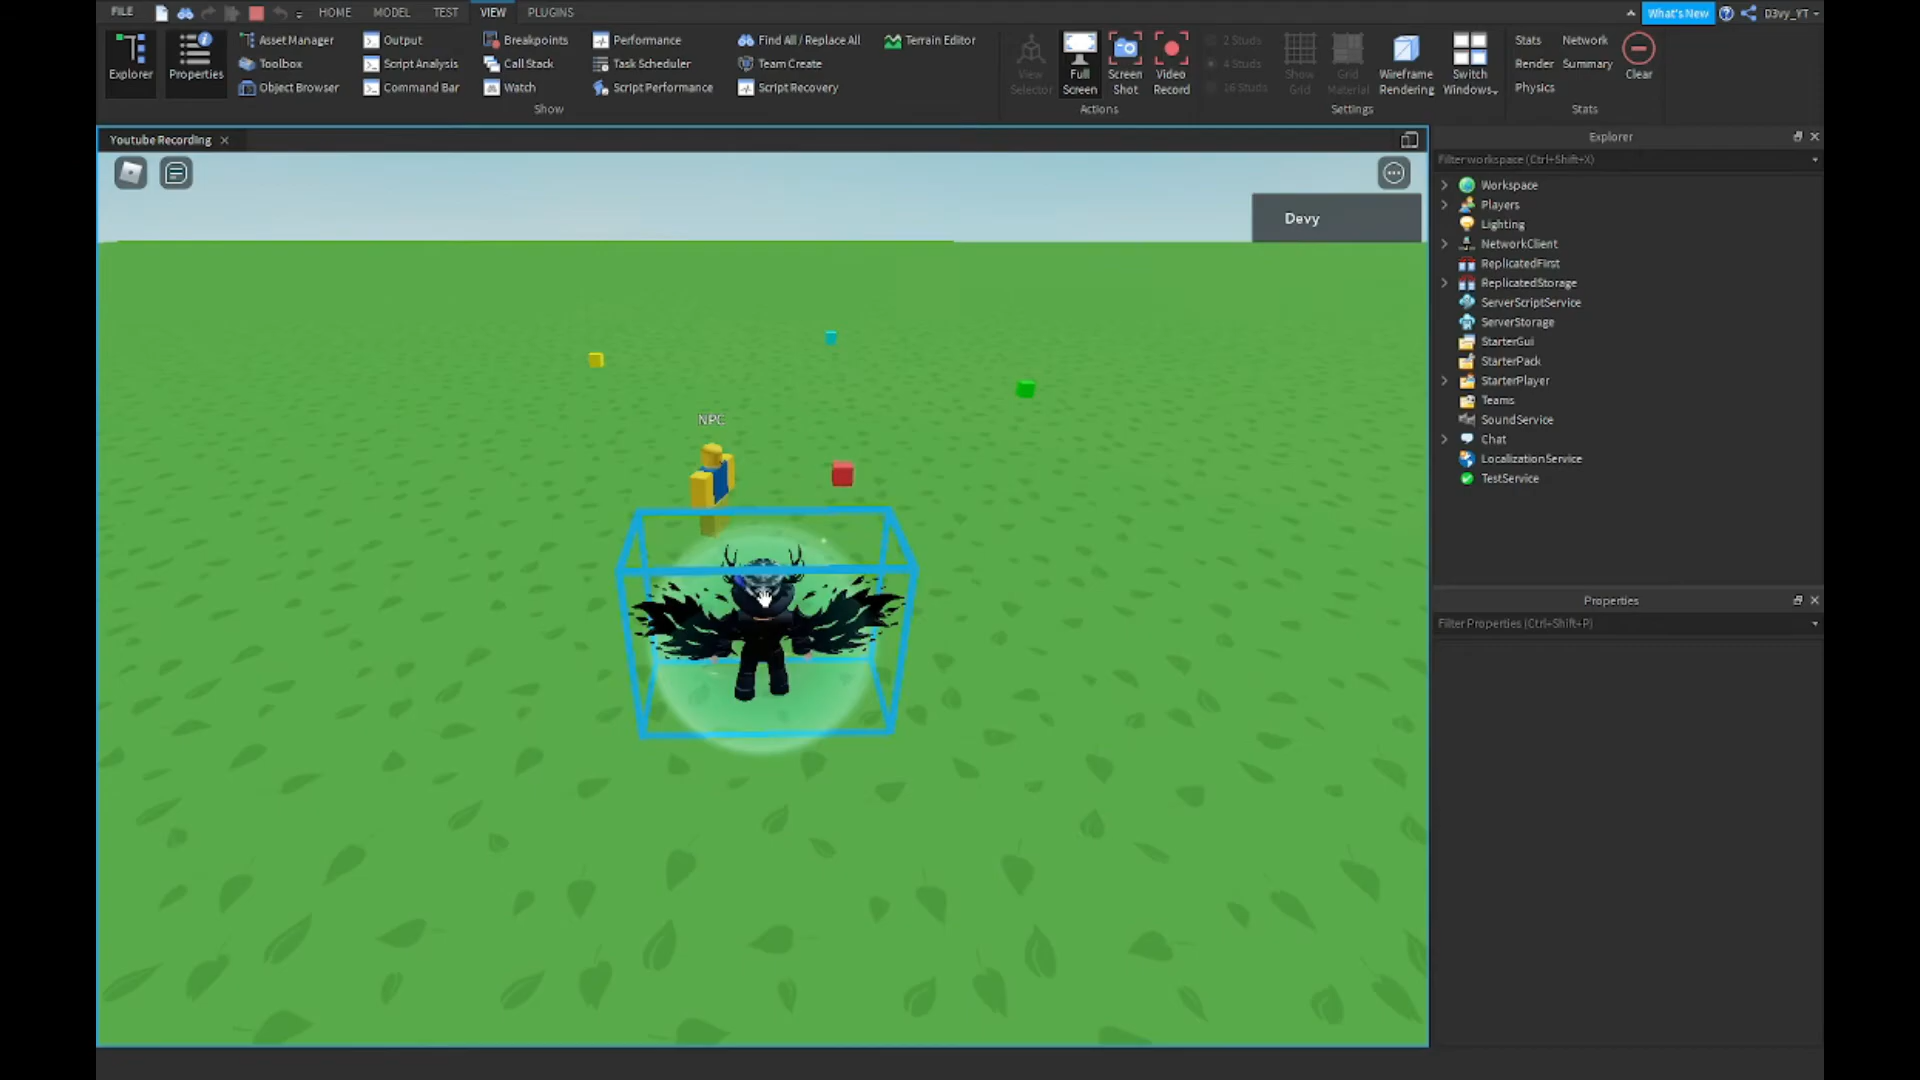 FILE HOME MODEL TEST VIEW PLUGINS What's New D3vy_YT
Explorer
Properties
Asset Manager
Toolbox
Object Browser
Output
Script Analysis
Command Bar
Breakpoints
Call Stack
Watch
Performance
Task Scheduler
Script Performance
Find All / Replace All
Team Create
Script Recovery
Terrain Editor
Show
View
Selector
Full
Screen
Screen
Shot
Video
Record
Actions
2 Studs
4 Studs
16 Studs
Show
Grid
Grid
Material
Wireframe
Rendering
Switch
Windows
Settings
Stats
Render
Physics
Network
Summary
Clear
Stats
Youtube Recording
Devy
NPC
Explorer
Filter workspace (Ctrl+Shift+X)
Workspace
Players
Lighting
NetworkClient
ReplicatedFirst
ReplicatedStorage
ServerScriptService
ServerStorage
StarterGui
StarterPack
StarterPlayer
Teams
SoundService
Chat
LocalizationService
TestService
Properties
Filter Properties (Ctrl+Shift+P)